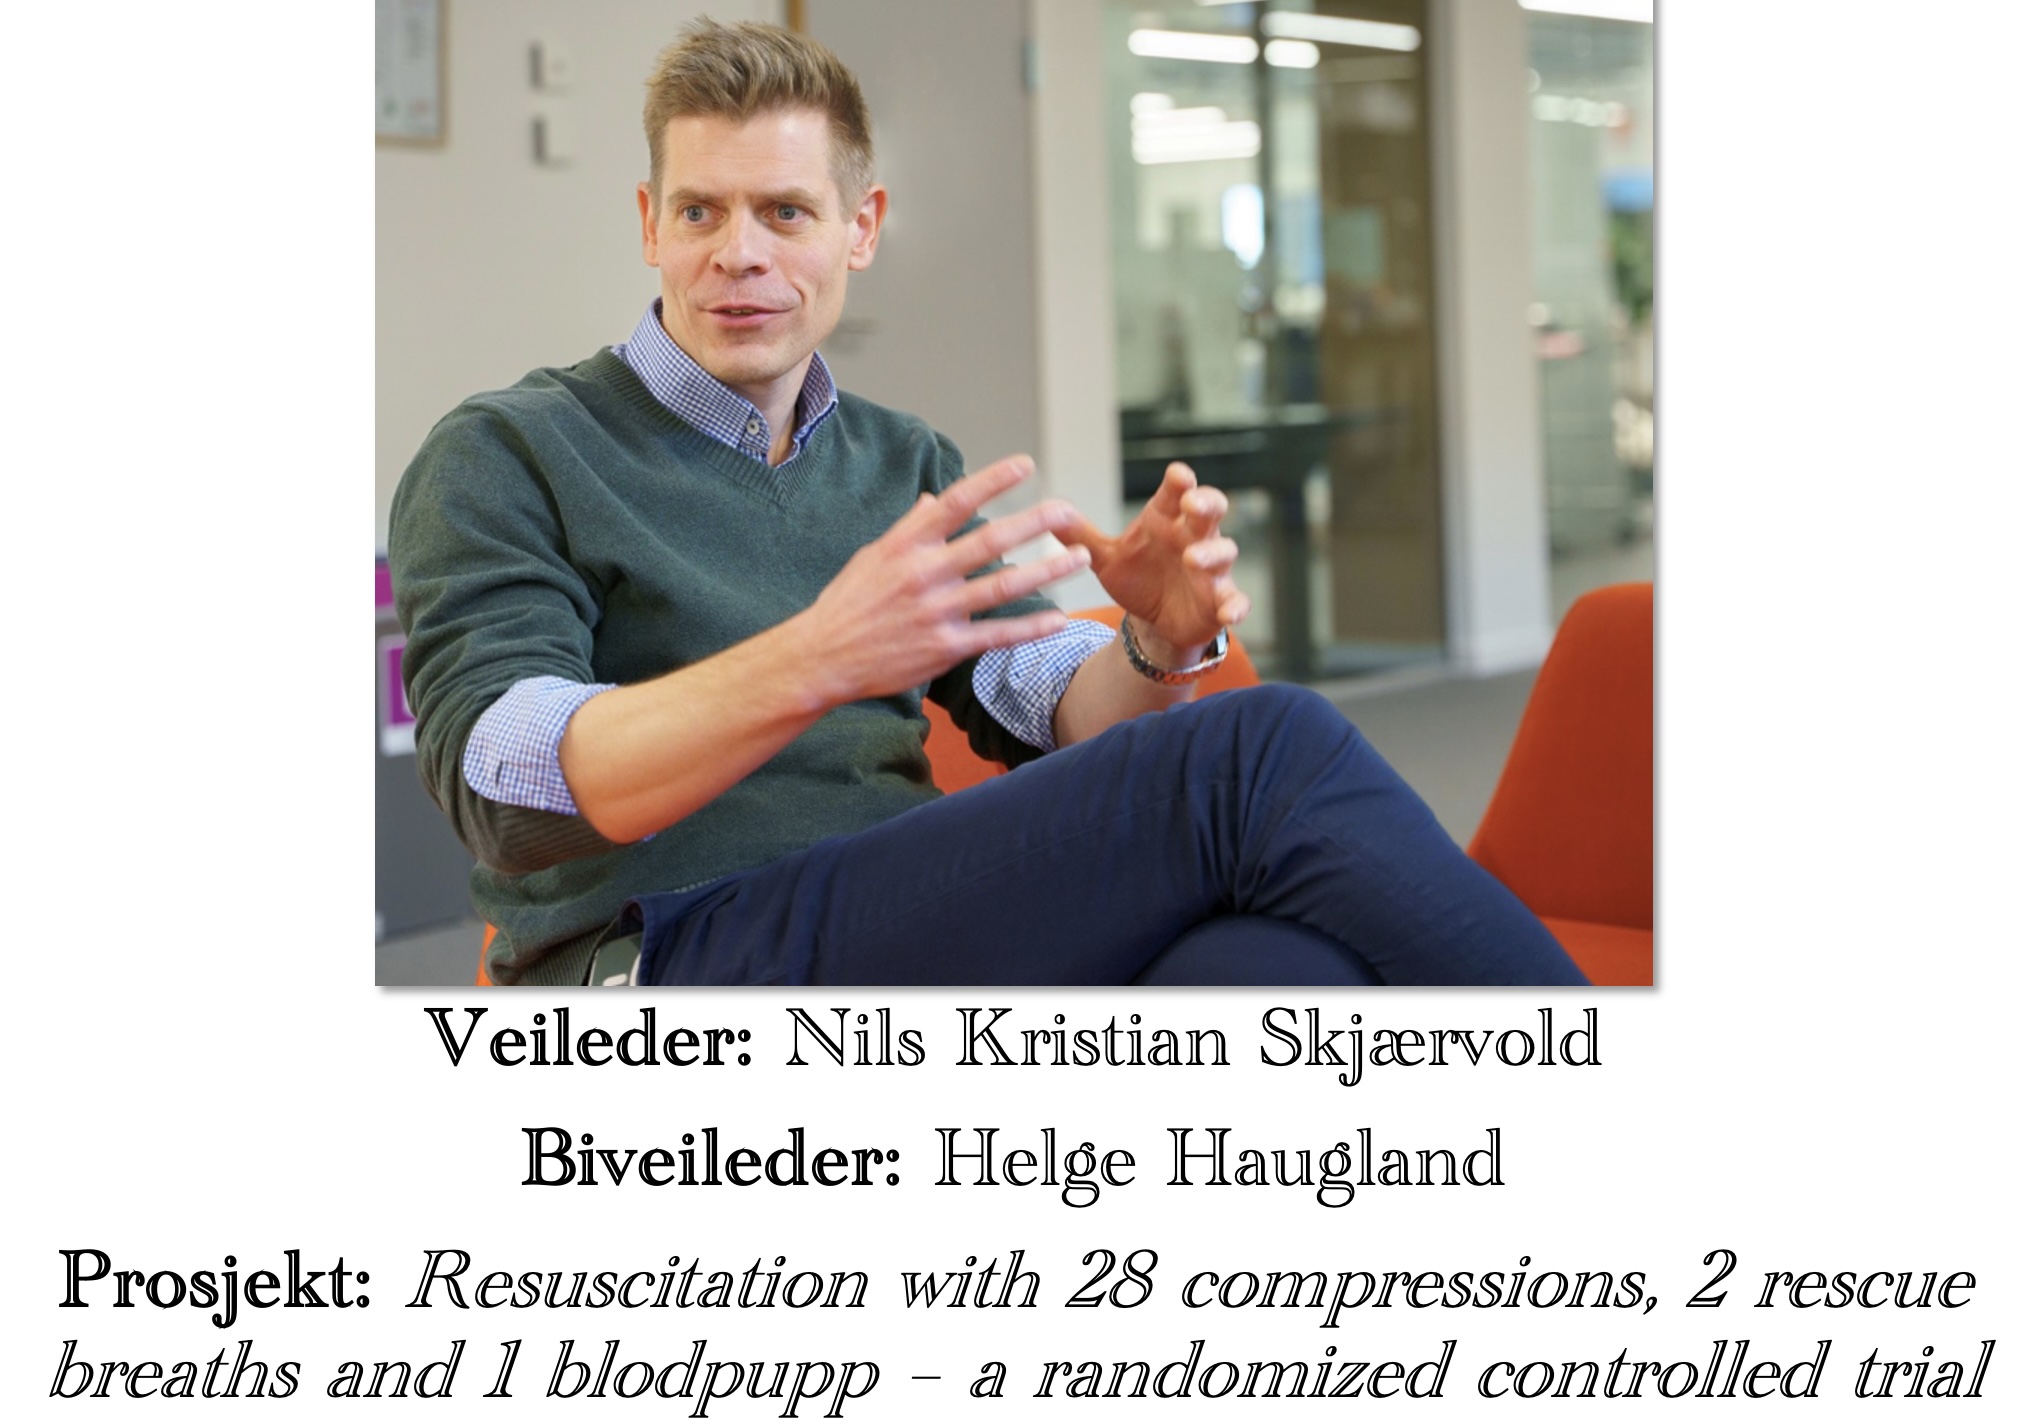 Veileder: Nils Kristian Skjærvold
Biveileder: Helge Haugland
Prosjekt: Resuscitation with 28 compressions, 2 rescue
breaths and 1 blodpupp – a randomized controlled trial